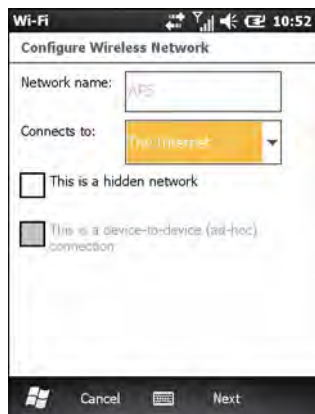 Wi-Fi 10:52
Configure Wireless Network
Network name: AP5
Connects to: The Internet
This is a hidden network
This is a device-to-device (ad-hoc)
connection
Cancel Next